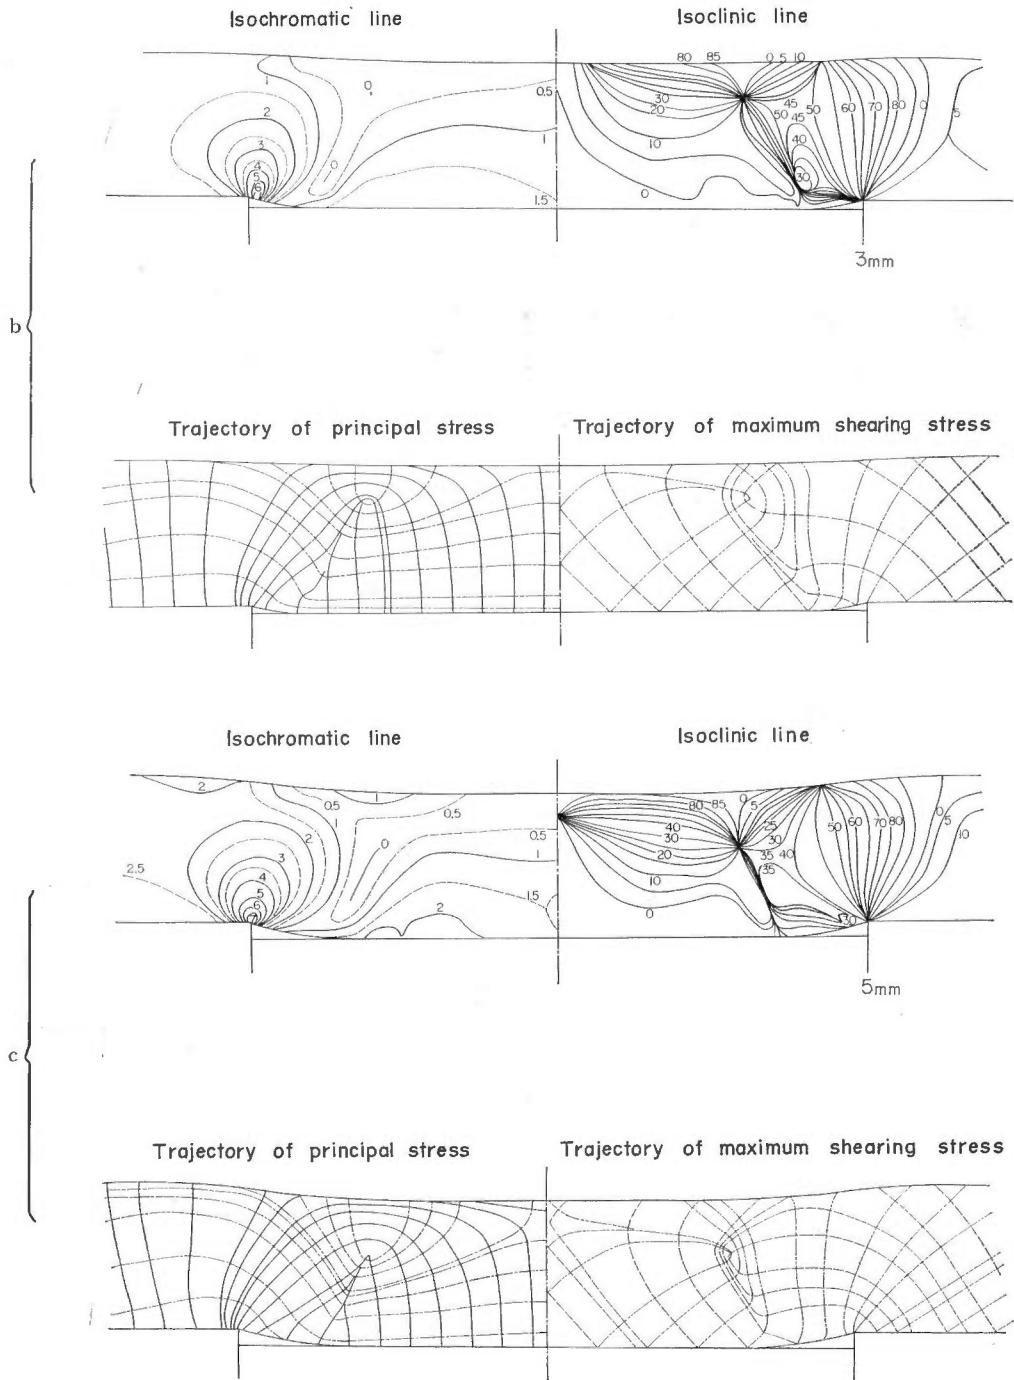 Isochromatic line
Isoclinic line
80 85 0 5 10
1 0 0.5 30 20 45 50 45 50 60 70 80 0 5
2 40
3 1 10
4 0 30
5
6 0 1.5
3mm
b
Trajectory of principal stress
Trajectory of maximum shearing stress
Isochromatic line
Isoclinic line
2 1 0.5 0.5 80 85 0 5
2 0 0.5 40 30 25 30 50 60 70 80 0 5 10
3 1 20 35 40
2.5 4 35
5 1.5 10
6 2 0 30
7
5mm
c
Trajectory of principal stress
Trajectory of maximum shearing stress